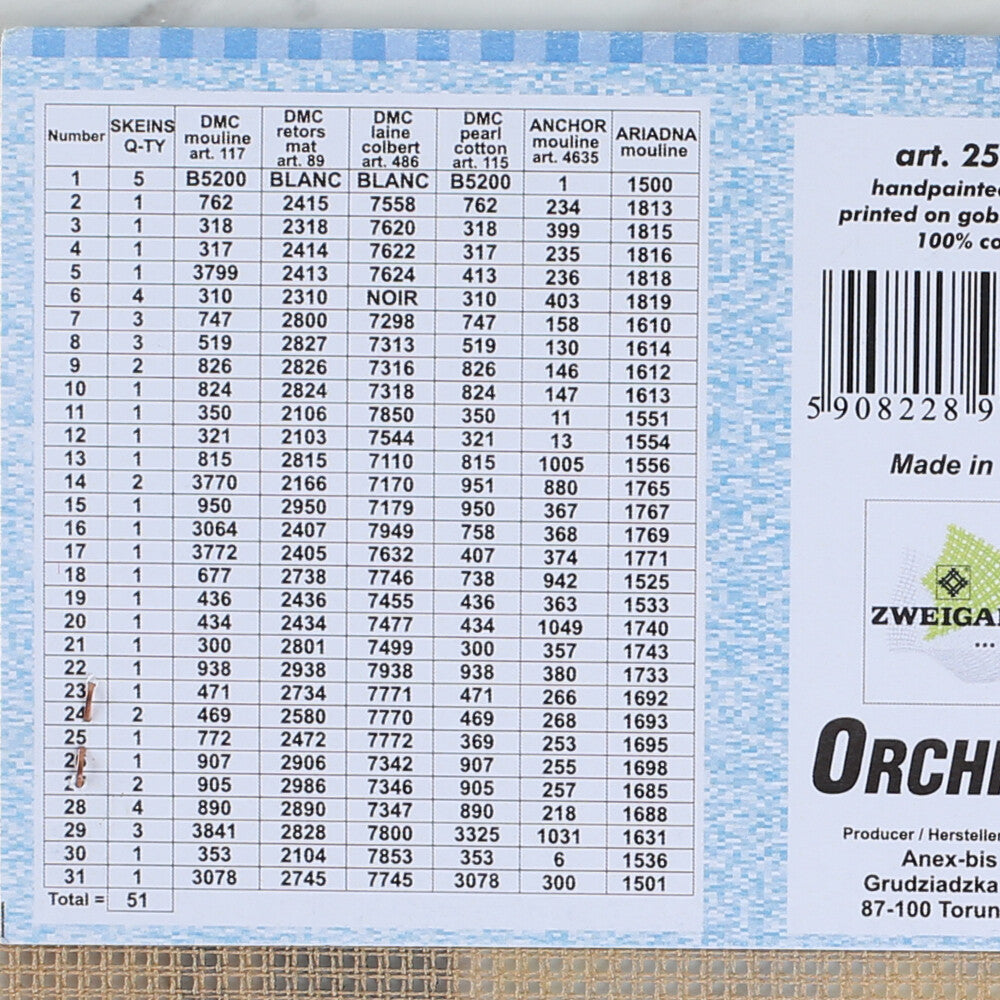 Number SKEINS Q-TY DMC mouline art. 117 DMC retors mat art. 89 DMC laine colbert art. 486 DMC pearl cotton art. 115 ANCHOR mouline art. 4635 ARIADNA mouline
1 5 B5200 BLANC BLANC B5200 1 1500
2 1 762 2415 7558 762 234 1813
3 1 318 2318 7620 318 399 1815
4 1 317 2414 7622 317 235 1816
5 1 3799 2413 7624 413 236 1818
6 4 310 2310 NOIR 310 403 1819
7 3 747 2800 7298 747 158 1610
8 3 519 2827 7313 519 130 1614
9 2 826 2826 7316 826 146 1612
10 1 824 2824 7318 824 147 1613
11 1 350 2106 7850 350 11 1551
12 1 321 2103 7544 321 13 1554
13 1 815 2815 7110 815 1005 1556
14 2 3770 2166 7170 951 880 1765
15 1 950 2950 7179 950 367 1767
16 1 3064 2407 7949 758 368 1769
17 1 3772 2405 7632 407 374 1771
18 1 677 2738 7746 738 942 1525
19 1 436 2436 7455 436 363 1533
20 1 434 2434 7477 434 1049 1740
21 1 300 2801 7499 300 357 1743
22 1 938 2938 7938 938 380 1733
23 1 471 2734 7771 471 266 1692
24 2 469 2580 7770 469 268 1693
25 1 772 2472 7772 369 253 1695
1 907 2906 7342 907 255 1698
2 905 2986 7346 905 257 1685
28 4 890 2890 7347 890 218 1688
29 3 3841 2828 7800 3325 1031 1631
30 1 353 2104 7853 353 6 1536
31 1 3078 2745 7745 3078 300 1501
Total = 51
art. 25
handpainte
printed on gob
100% co
5 908228 9
Made in
ZWEIGA
...
ORCH
Producer / Hersteller
Anex-bis
Grudziadzka
87-100 Torun